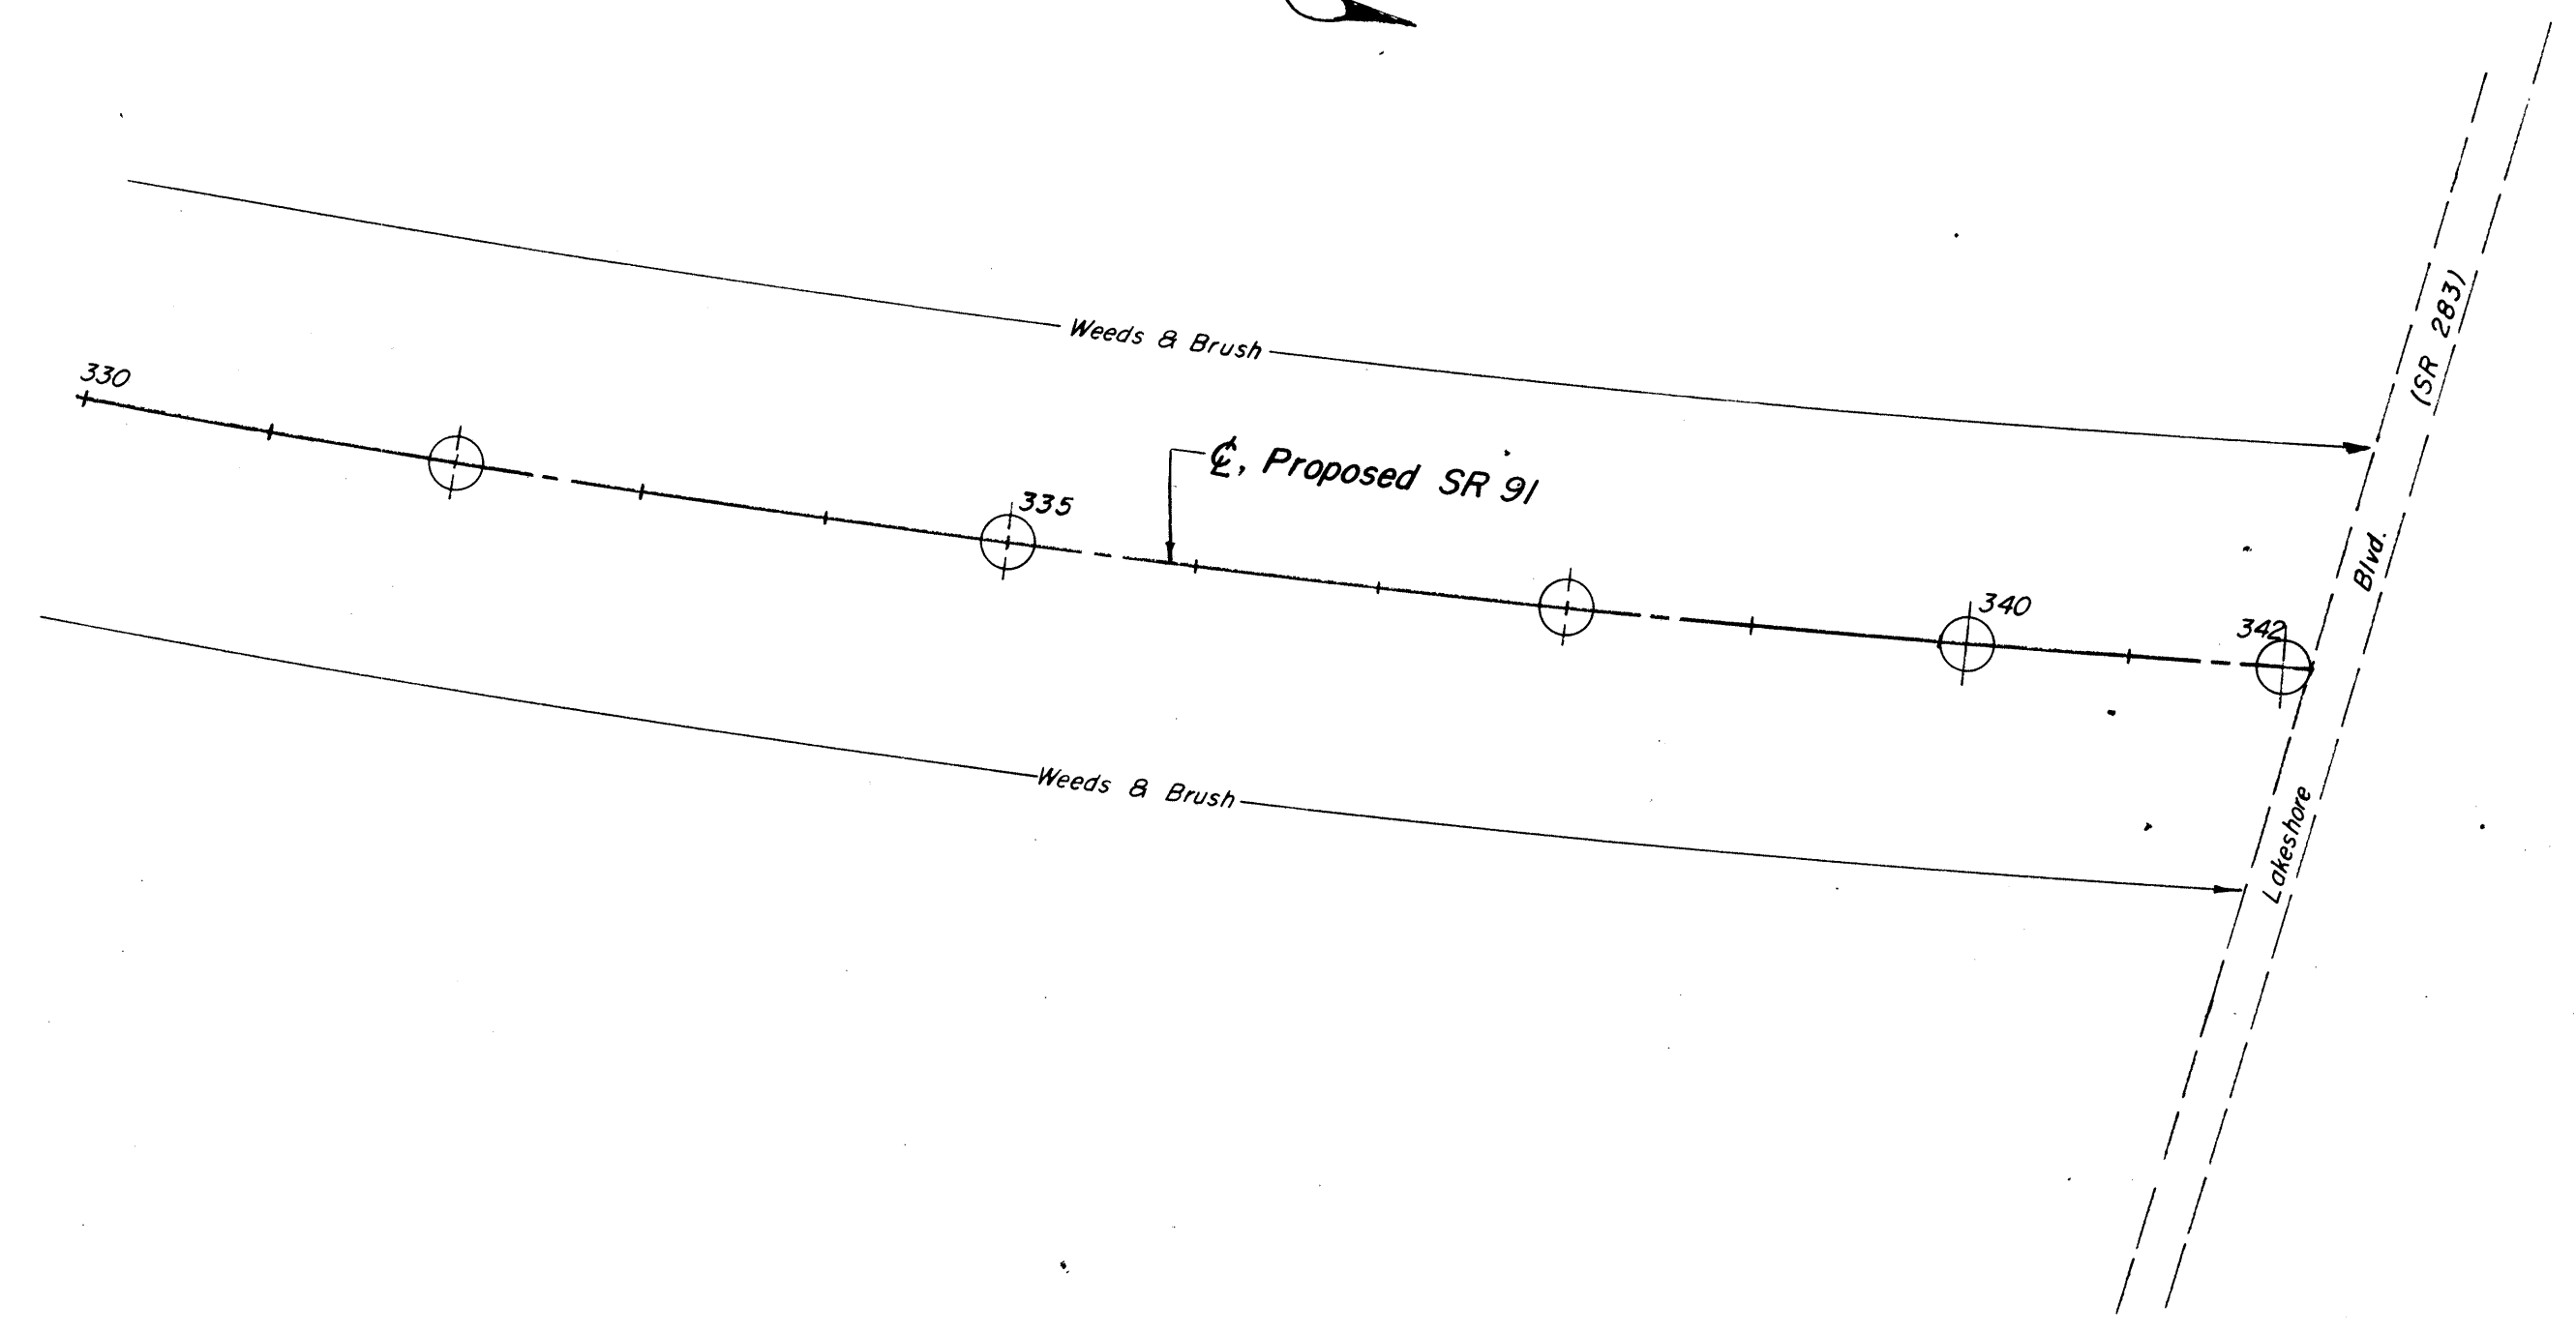 (SR 283)
Weeds & Brush
330
℄, Proposed SR 91
335
Blvd.
340
342
Weeds & Brush
Lakeshore